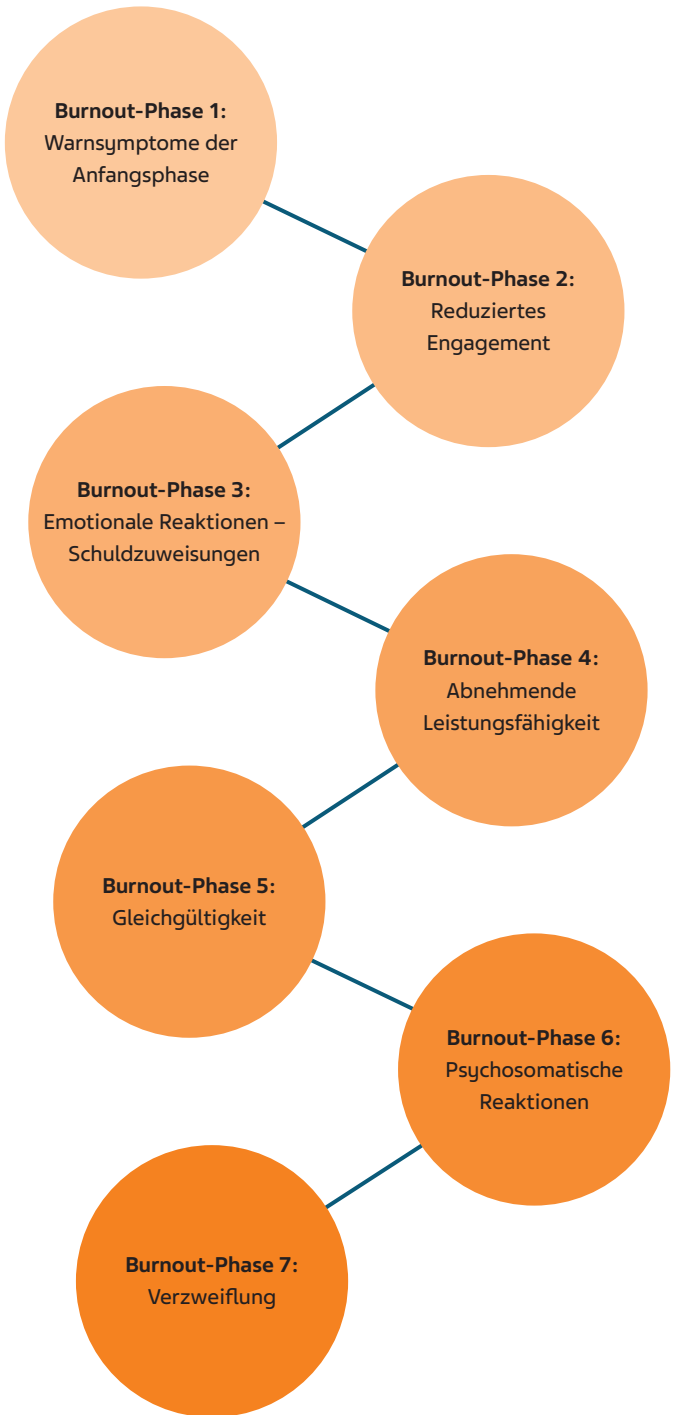 Burnout-Phase 1:
Warnsymptome der
Anfangsphase
Burnout-Phase 2:
Reduziertes
Engagement
Burnout-Phase 3:
Emotionale Reaktionen –
Schuldzuweisungen
Burnout-Phase 4:
Abnehmende
Leistungsfähigkeit
Burnout-Phase 5:
Gleichgültigkeit
Burnout-Phase 6:
Psychosomatische
Reaktionen
Burnout-Phase 7:
Verzweiflung